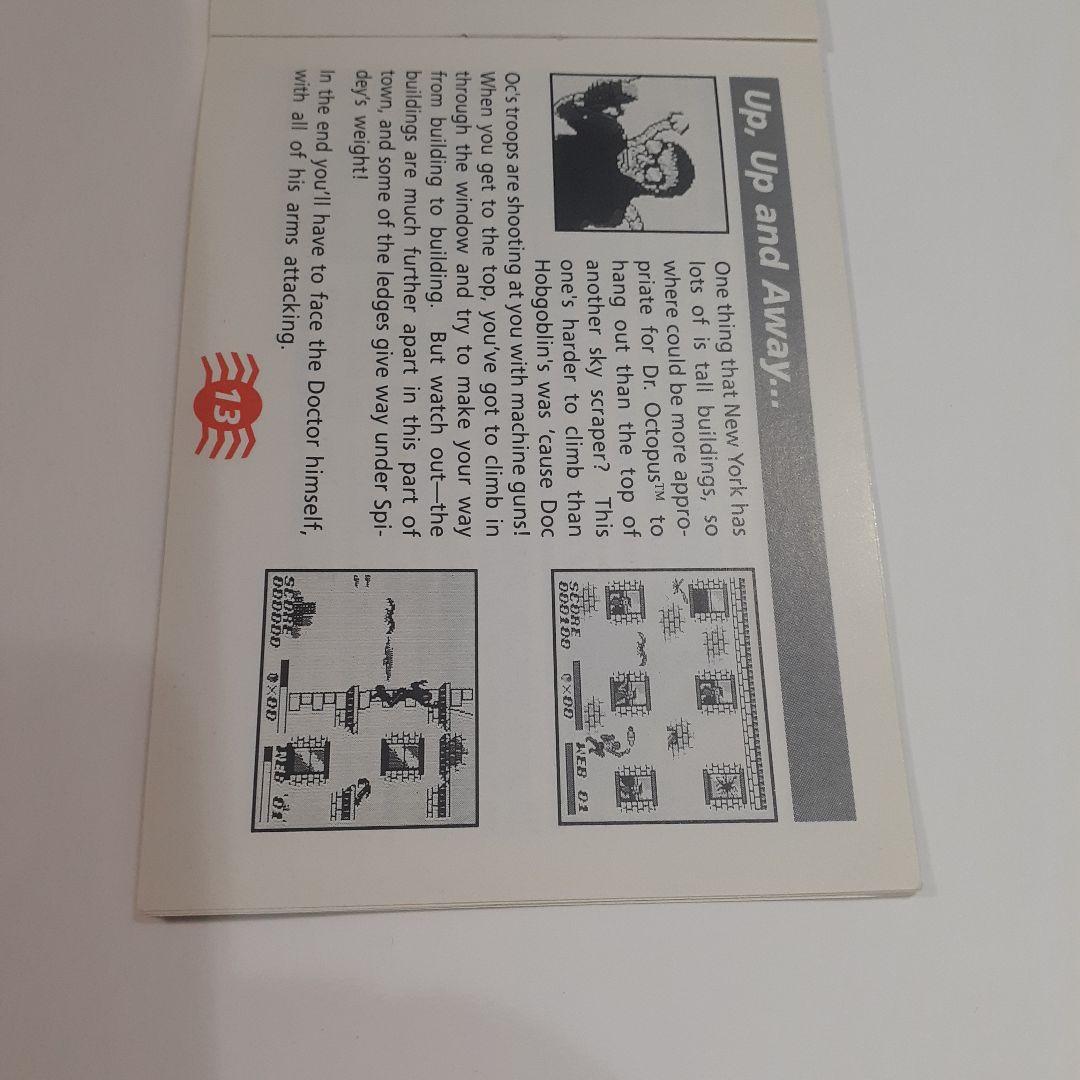 Up, Up and Away...
One thing that New York has
lots of is tall buildings, so
where could be more appro-
priate for Dr. Octopus™ to
hang out than the top of
another sky scraper? This
one's harder to climb than
Hobgoblin's was 'cause Doc
Oc's troops are shooting at you with machine guns!
When you get to the top, you've got to climb in
through the window and try to make your way
from building to building. But watch out—the
buildings are much further apart in this part of
town, and some of the ledges give way under Spi-
dey's weight!
In the end you'll have to face the Doctor himself,
with all of his arms attacking.
SCORE
000100
×00
WEB 01
SCORE
000000
×00
WEB 01
13